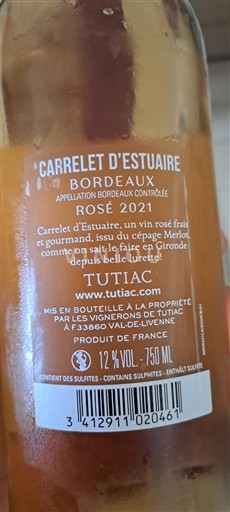 CARRELET D'ESTUAIRE
BORDEAUX
APPELLATION BORDEAUX CONTRÔLÉE
ROSÉ 2021
Carrelet d'Estuaire, un vin rosé frais
et gourmand, issu du cépage Merlot,
comme on sait le faire en Gironde
depuis belle lurette!
TUTIAC
www.tutiac.com
MIS EN BOUTEILLE À LA PROPRIÉTÉ
PAR LES VIGNERONS DE TUTIAC
À F33860 VAL-DE-LIVENNE
PRODUIT DE FRANCE
12 %VOL. - 750 ML
CONTIENT DES SULFITES - CONTAINS SULPHITES - ENTHÄLT SULFITE
3 412911 020461